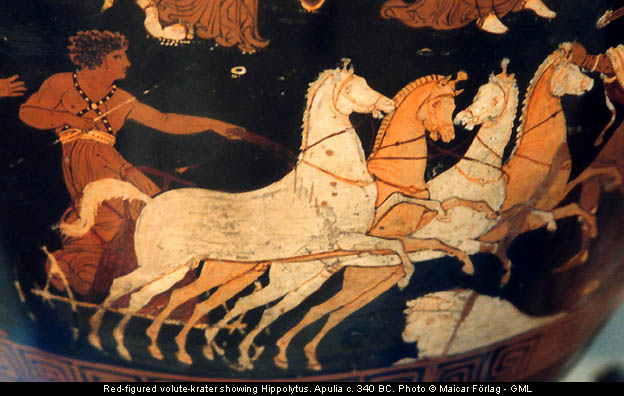 Red-figured volute-krater showing Hippolytus. Apulia c. 340 BC. Photo © Maicar Förlag - GML